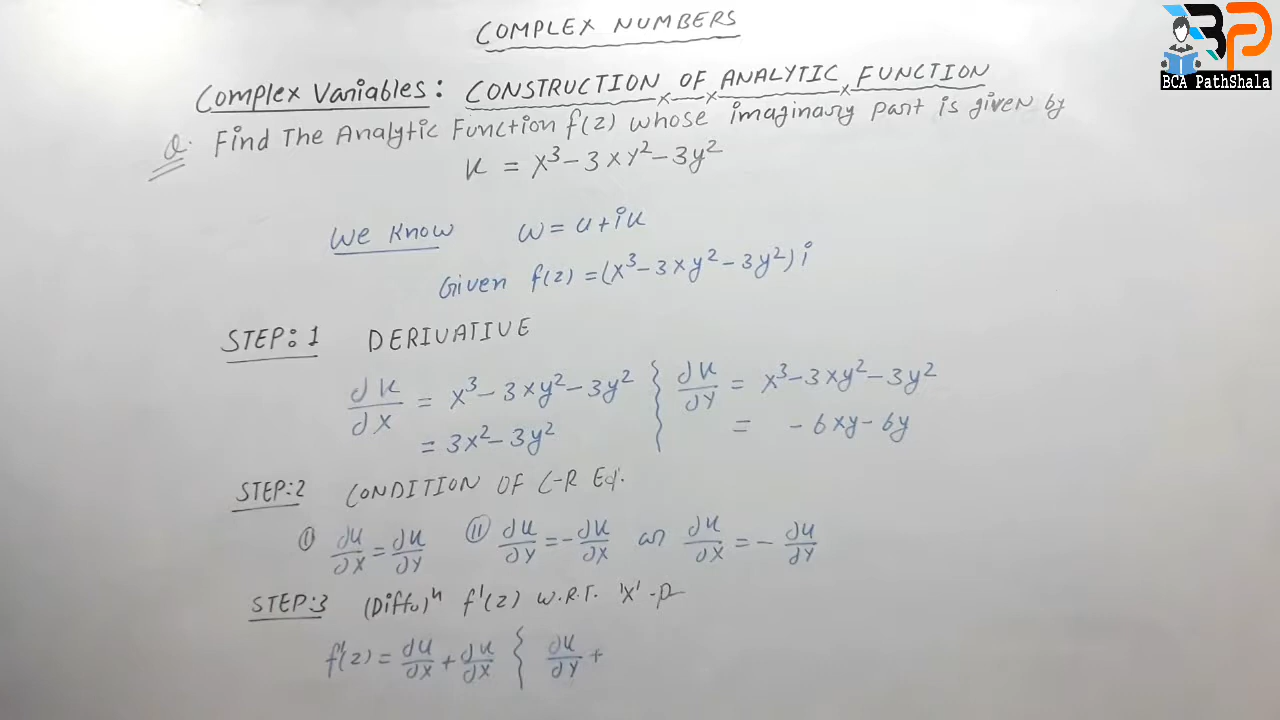 COMPLEX NUMBERS
BP
BCA PathShala
Complex Variables: CONSTRUCTION OF ANALYTIC FUNCTION
Q. Find The Analytic Function f(z) whose imaginary part is given by
v = x³ - 3xy² - 3y²
We Know w = u + iv
Given f(z) = (x³ - 3xy² - 3y²) i
STEP: 1 DERIVATIVE
∂v/∂x = x³ - 3xy² - 3y² { ∂v/∂y = x³ - 3xy² - 3y²
= 3x² - 3y² = - 6xy - 6y
STEP:2 CONDITION OF C-R Eq.
(I) ∂u/∂x = ∂v/∂y (II) ∂u/∂y = - ∂v/∂x or ∂v/∂x = - ∂u/∂y
STEP:3 (Diff) f'(z) W.R.T. 'x' -
f'(z) = ∂u/∂x + ∂v/∂x { ∂v/∂y +